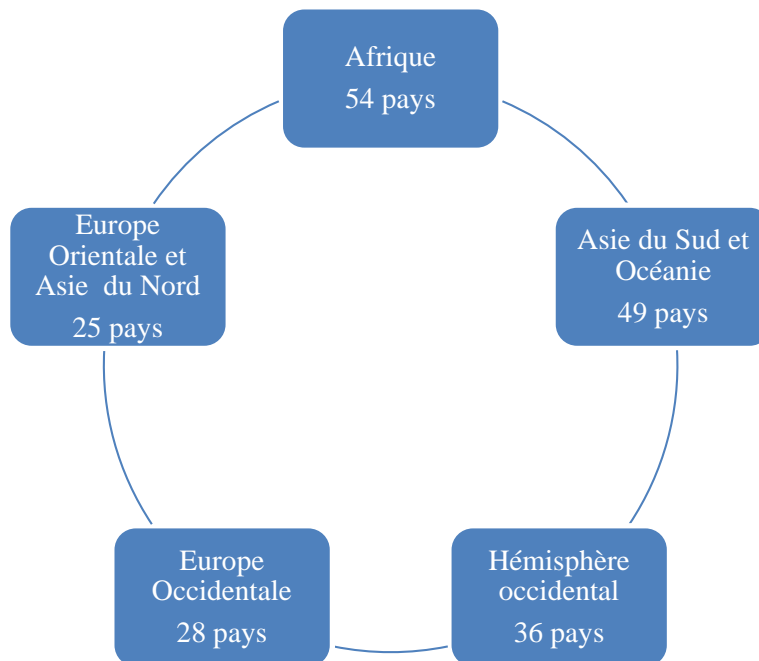 Afrique
54 pays
Europe
Orientale et
Asie du Nord
25 pays
Asie du Sud et
Océanie
49 pays
Europe
Occidentale
28 pays
Hémisphère
occidental
36 pays